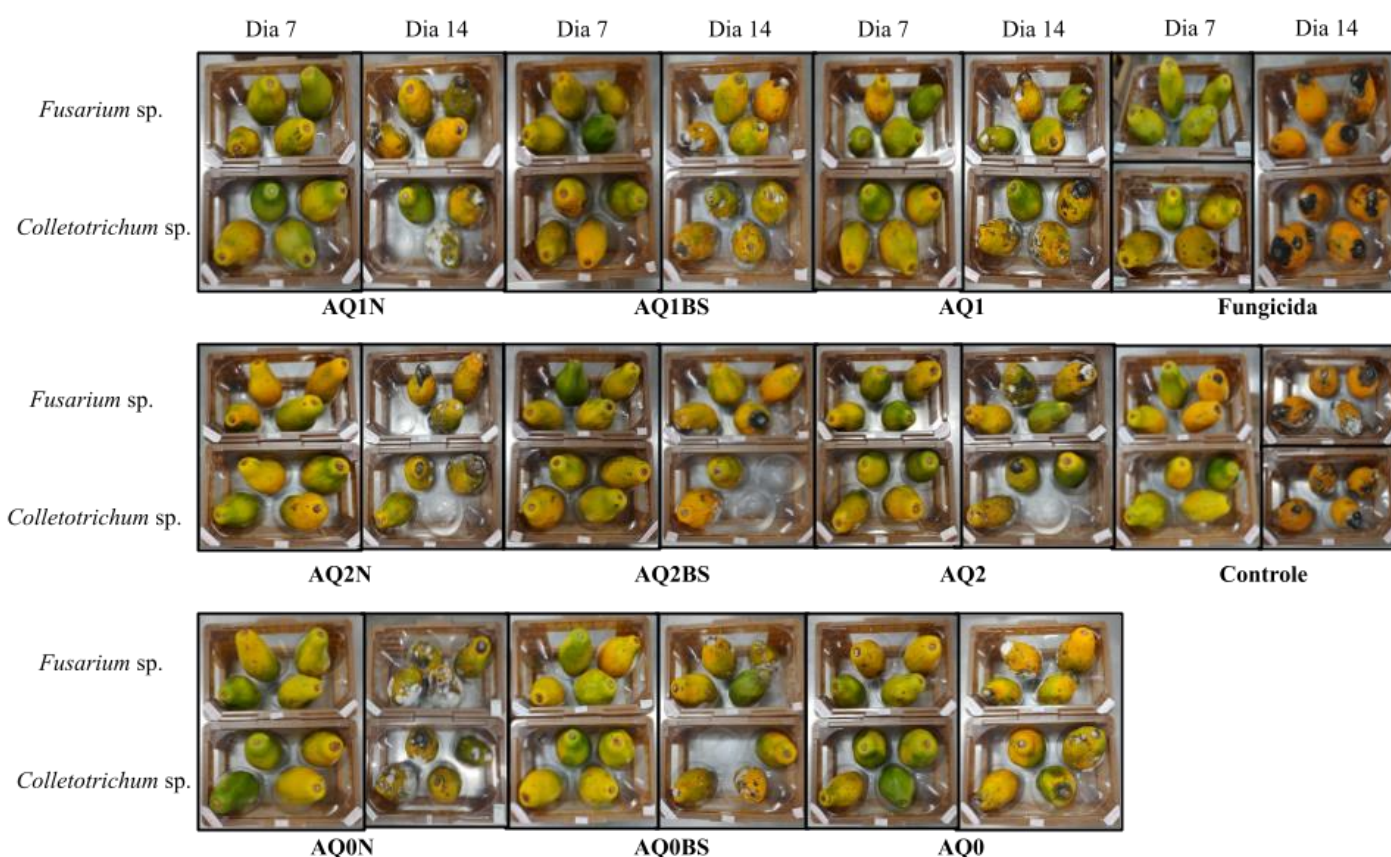 Dia 7 Dia 14 Dia 7 Dia 14 Dia 7 Dia 14 Dia 7 Dia 14
Fusarium sp.
Colletotrichum sp.
AQ1N AQ1BS AQ1 Fungicida
Fusarium sp.
Colletotrichum sp.
AQ2N AQ2BS AQ2 Controle
Fusarium sp.
Colletotrichum sp.
AQ0N AQ0BS AQ0